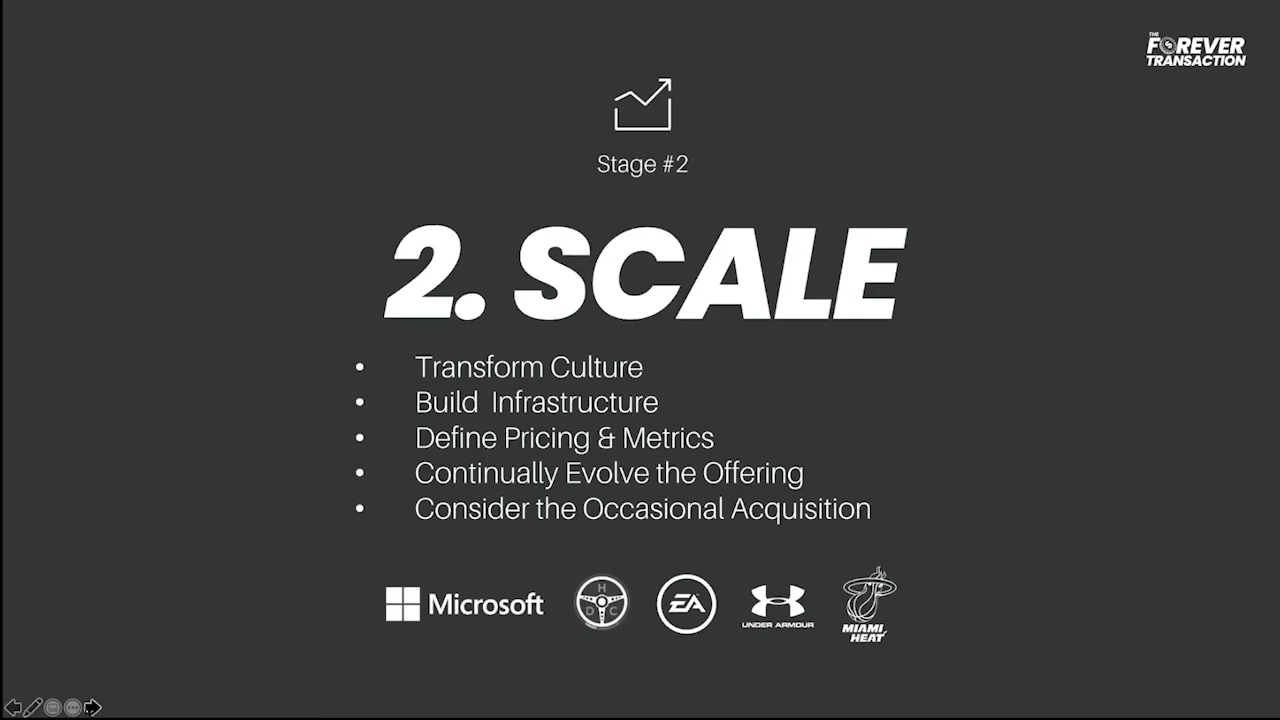 THE
FOREVER
TRANSACTION
Stage #2
2. SCALE
• Transform Culture
• Build Infrastructure
• Define Pricing & Metrics
• Continually Evolve the Offering
• Consider the Occasional Acquisition
Microsoft
H
D C
EA
UNDER ARMOUR
MIAMI
HEAT